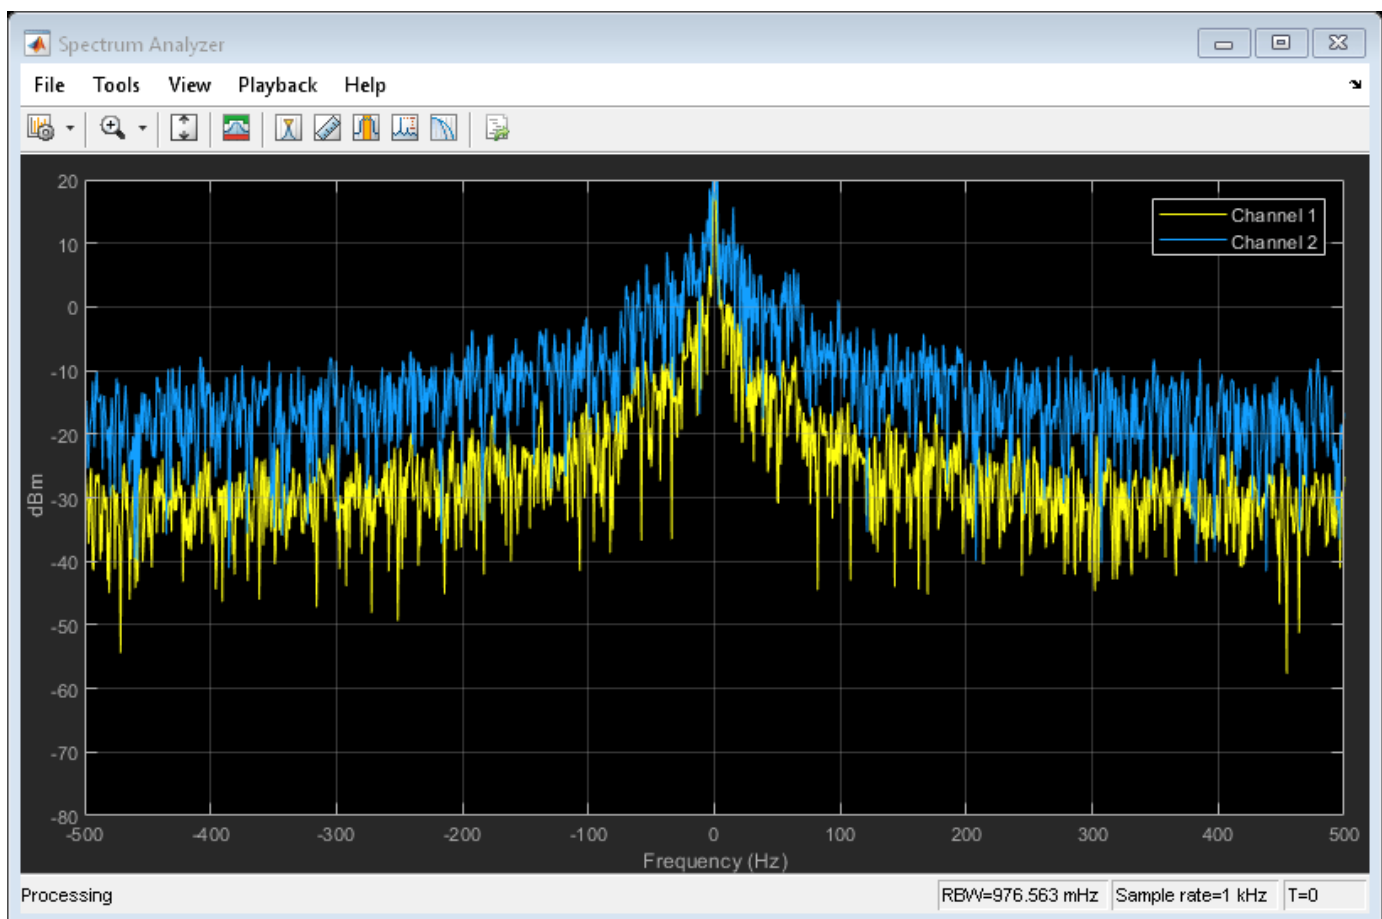 Spectrum Analyzer
File Tools View Playback Help
20
10
0
-10
-20
-30
-40
-50
-60
-70
-80
dBm
Channel 1
Channel 2
-500 -400 -300 -200 -100 0 100 200 300 400 500
Frequency (Hz)
Processing RBW=976.563 mHz Sample rate=1 kHz T=0